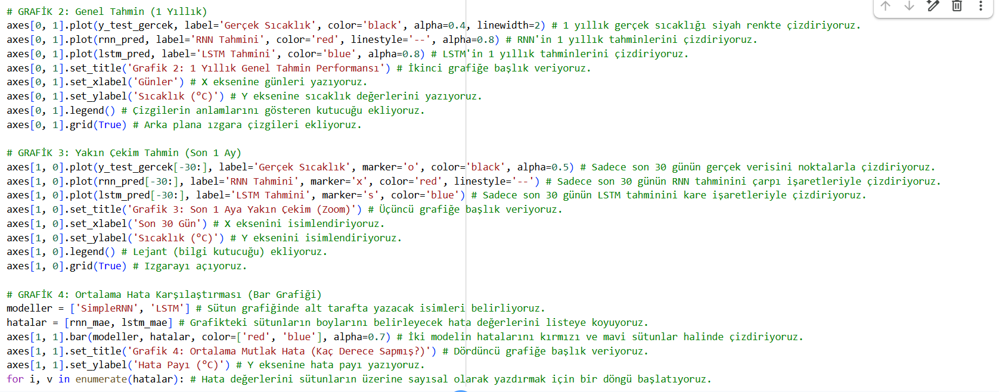 # GRAFİK 2: Genel Tahmin (1 Yıllık)
axes[0, 1].plot(y_test_gercek, label='Gerçek Sıcaklık', color='black', alpha=0.4, linewidth=2) # 1 yıllık gerçek sıcaklığı siyah renkte çizdiriyoruz.
axes[0, 1].plot(rnn_pred, label='RNN Tahmini', color='red', linestyle='--', alpha=0.8) # RNN'in 1 yıllık tahminlerini çizdiriyoruz.
axes[0, 1].plot(lstm_pred, label='LSTM Tahmini', color='blue', alpha=0.8) # LSTM'in 1 yıllık tahminlerini çizdiriyoruz.
axes[0, 1].set_title('Grafik 2: 1 Yıllık Genel Tahmin Performansı') # İkinci grafiğe başlık veriyoruz.
axes[0, 1].set_xlabel('Günler') # X eksenine günleri yazıyoruz.
axes[0, 1].set_ylabel('Sıcaklık (°C)') # Y eksenine sıcaklık değerlerini yazıyoruz.
axes[0, 1].legend() # Çizgilerin anlamlarını gösteren kutucuğu ekliyoruz.
axes[0, 1].grid(True) # Arka plana ızgara çizgileri ekliyoruz.

# GRAFİK 3: Yakın Çekim Tahmin (Son 1 Ay)
axes[1, 0].plot(y_test_gercek[-30:], label='Gerçek Sıcaklık', marker='o', color='black', alpha=0.5) # Sadece son 30 günün gerçek verisini noktalarla çizdiriyoruz.
axes[1, 0].plot(rnn_pred[-30:], label='RNN Tahmini', marker='x', color='red', linestyle='--') # Sadece son 30 günün RNN tahminini çarpı işaretleriyle çizdiriyoruz.
axes[1, 0].plot(lstm_pred[-30:], label='LSTM Tahmini', marker='s', color='blue') # Sadece son 30 günün LSTM tahminini kare işaretleriyle çizdiriyoruz.
axes[1, 0].set_title('Grafik 3: Son 1 Aya Yakın Çekim (Zoom)') # Üçüncü grafiğe başlık veriyoruz.
axes[1, 0].set_xlabel('Son 30 Gün') # X eksenini isimlendiriyoruz.
axes[1, 0].set_ylabel('Sıcaklık (°C)') # Y eksenini isimlendiriyoruz.
axes[1, 0].legend() # Lejant (bilgi kutucuğu) ekliyoruz.
axes[1, 0].grid(True) # Izgarayı açıyoruz.

# GRAFİK 4: Ortalama Hata Karşılaştırması (Bar Grafiği)
modeller = ['SimpleRNN', 'LSTM'] # Sütun grafiğinde alt tarafta yazacak isimleri belirliyoruz.
hatalar = [rnn_mae, lstm_mae] # Grafikteki sütunların boylarını belirleyecek hata değerlerini listeye koyuyoruz.
axes[1, 1].bar(modeller, hatalar, color=['red', 'blue'], alpha=0.7) # İki modelin hatalarını kırmızı ve mavi sütunlar halinde çizdiriyoruz.
axes[1, 1].set_title('Grafik 4: Ortalama Mutlak Hata (Kaç Derece Sapmış?)') # Dördüncü grafiğe başlık veriyoruz.
axes[1, 1].set_ylabel('Hata Payı (°C)') # Y eksenine hata payı yazıyoruz.
for i, v in enumerate(hatalar): # Hata değerlerini sütunların üzerine sayısal olarak yazdırmak için bir döngü başlatıyoruz.